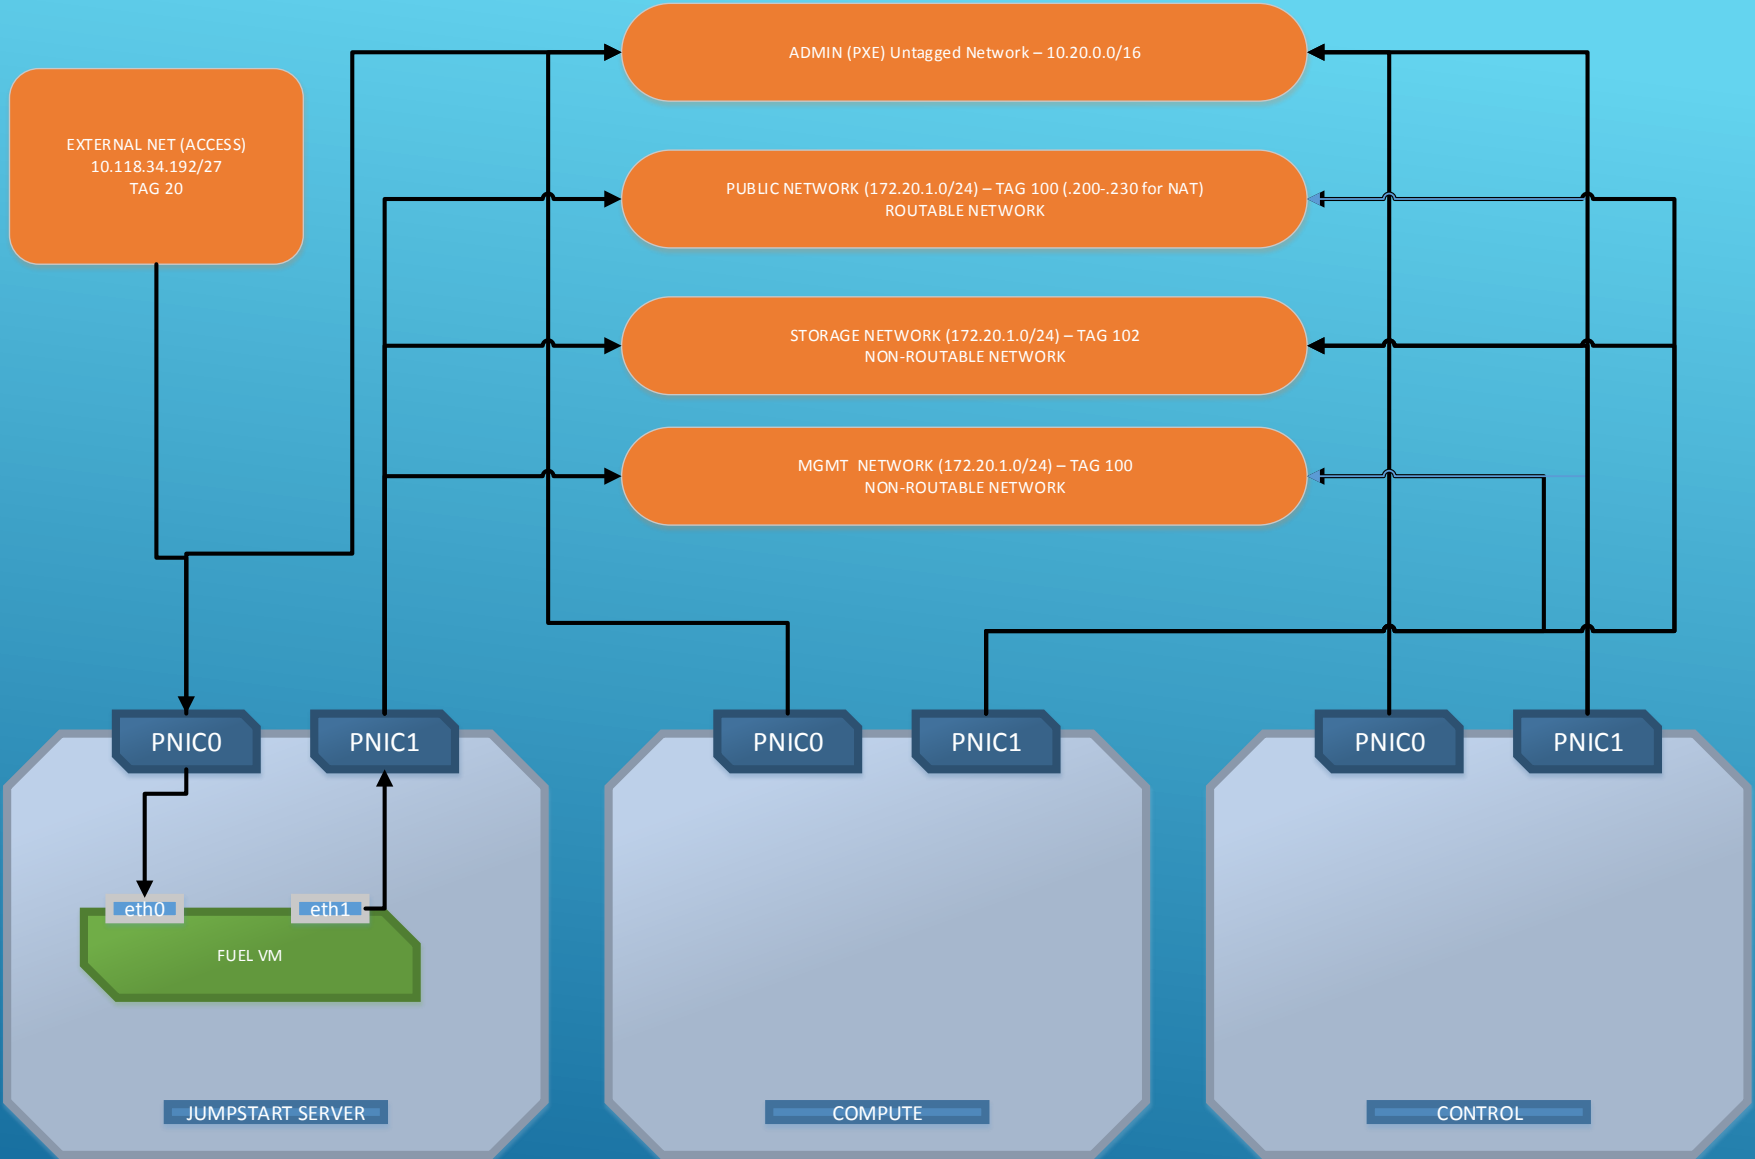 ADMIN (PXE) Untagged Network – 10.20.0.0/16
EXTERNAL NET (ACCESS)
10.118.34.192/27
TAG 20
PUBLIC NETWORK (172.20.1.0/24) – TAG 100 (.200-.230 for NAT)
ROUTABLE NETWORK
STORAGE NETWORK (172.20.1.0/24) – TAG 102
NON-ROUTABLE NETWORK
MGMT  NETWORK (172.20.1.0/24) – TAG 100
NON-ROUTABLE NETWORK
PNIC0
PNIC1
PNIC0
PNIC1
PNIC0
PNIC1
eth0
eth1
FUEL VM
JUMPSTART SERVER
COMPUTE
CONTROL